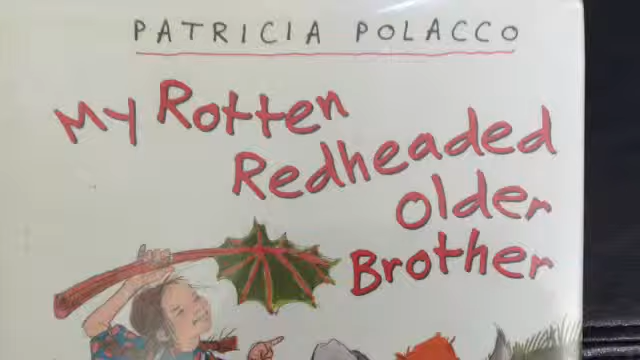 PATRICIA POLACCO
My Rotten
Redheaded
Older
Brother